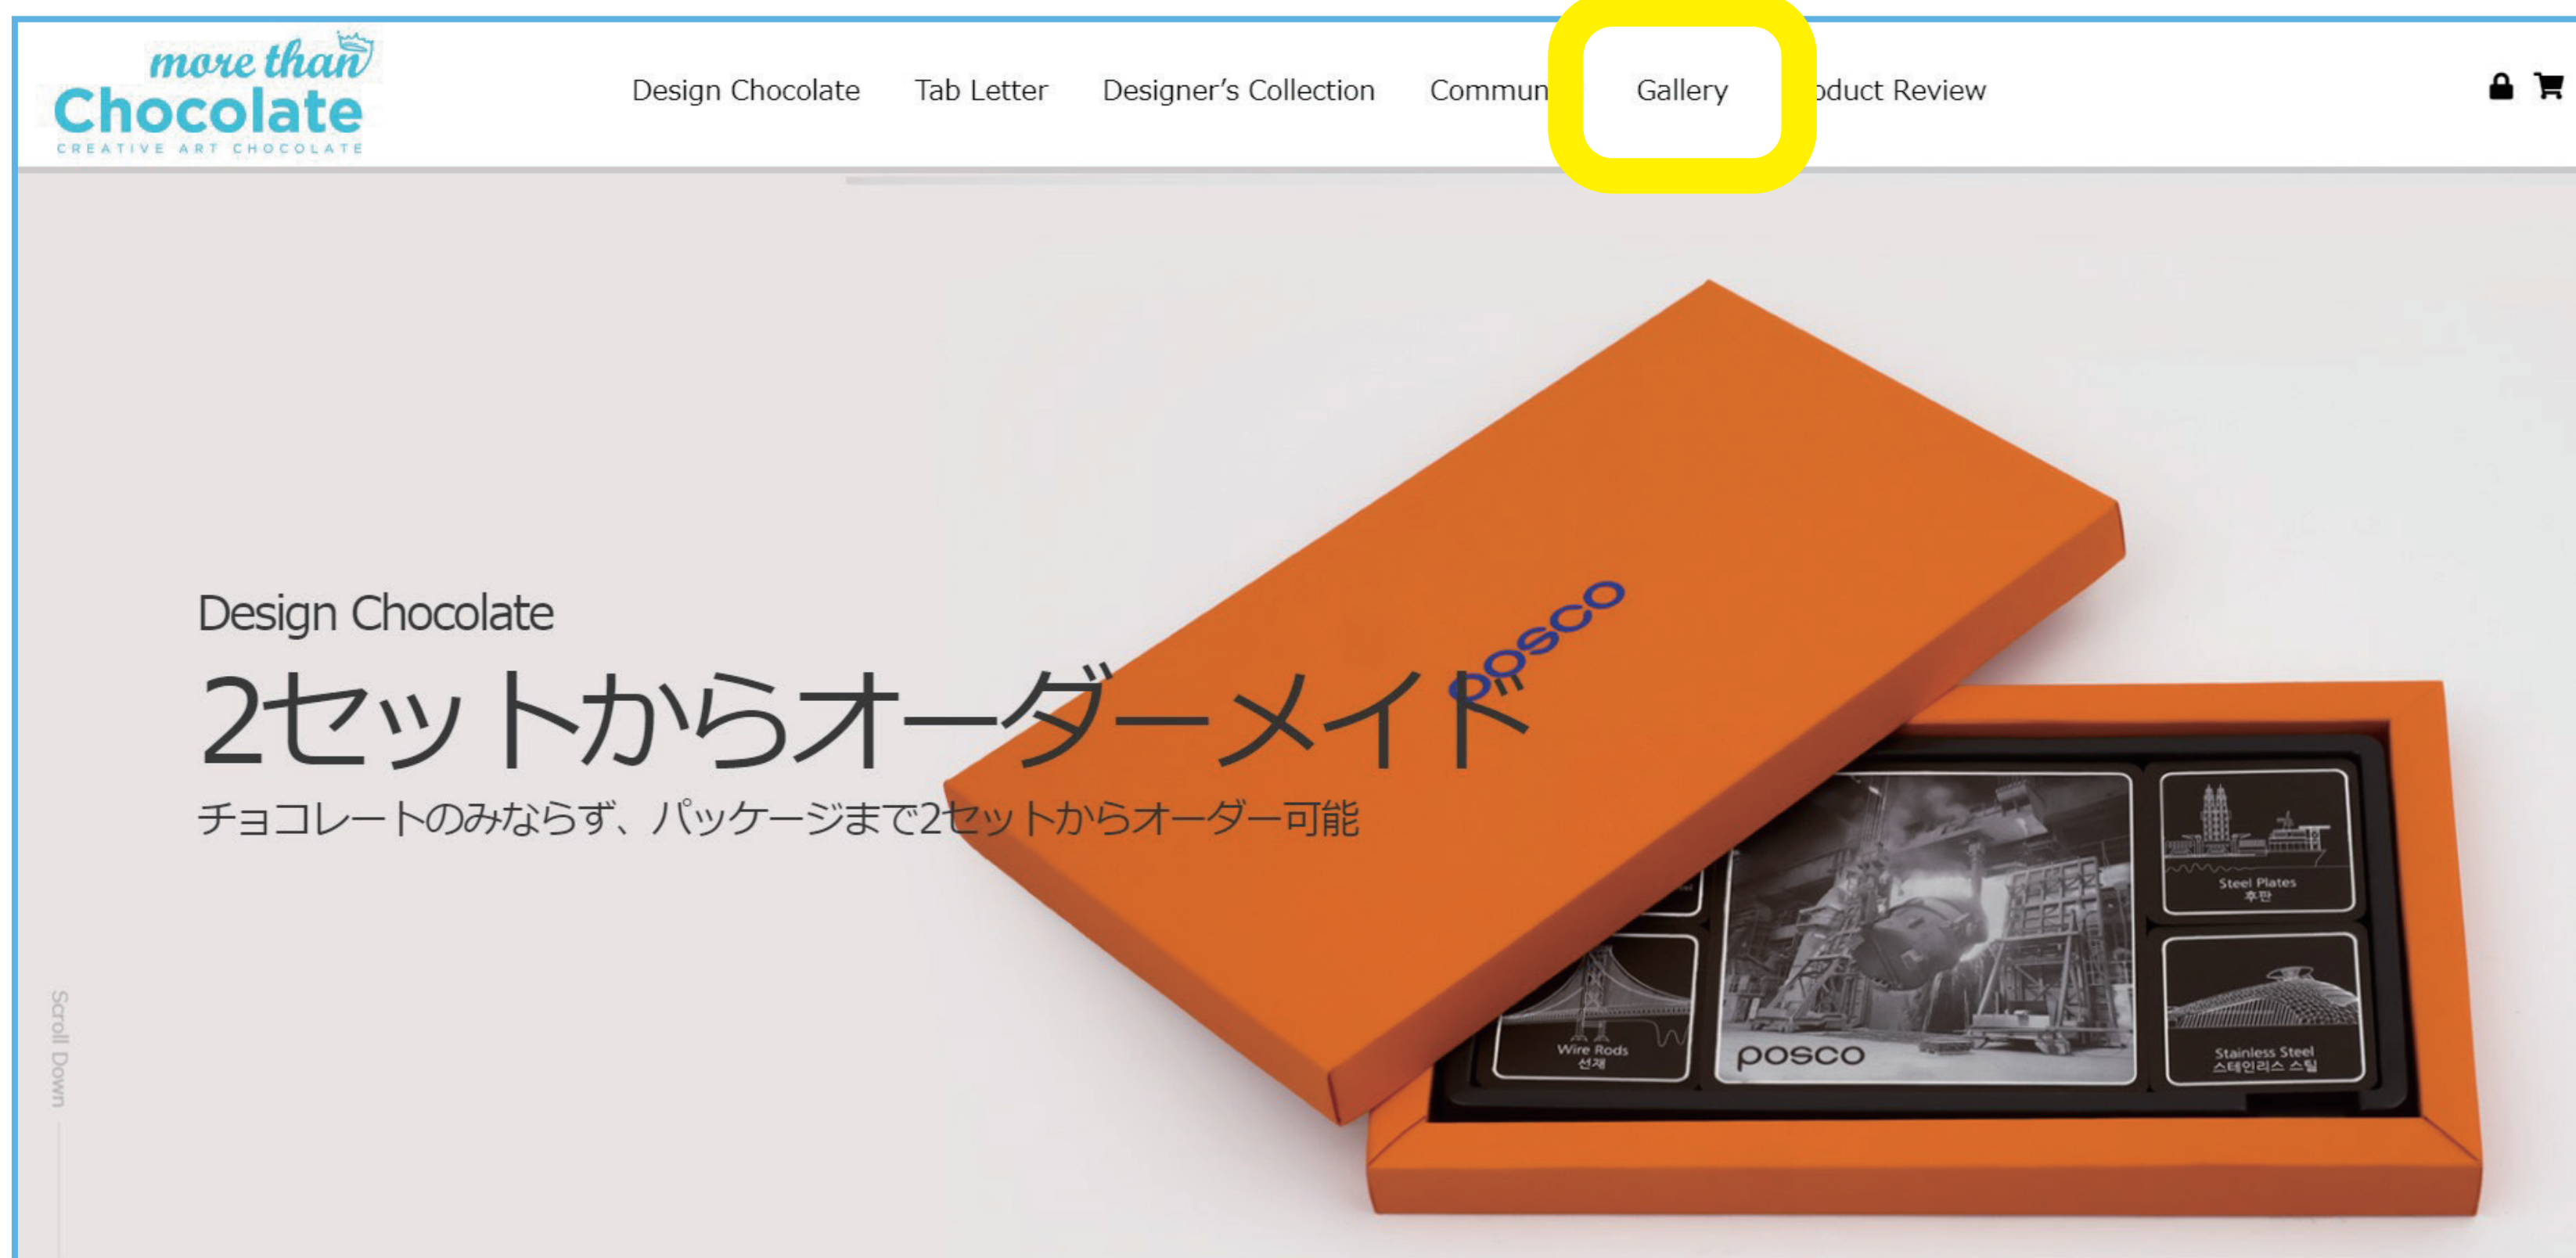 more than
Chocolate
CREATIVE ART CHOCOLATE
Design Chocolate Tab Letter Designer's Collection Gallery Review
Design Chocolate
2セットからオーダーメイド
チョコレートのみならず、パッケージまで2セットからオーダー可能
posco
Steel Plates
후판
Wire Rods
선재
posco
Stainless Steel
스테인리스 스틸
Scroll Down